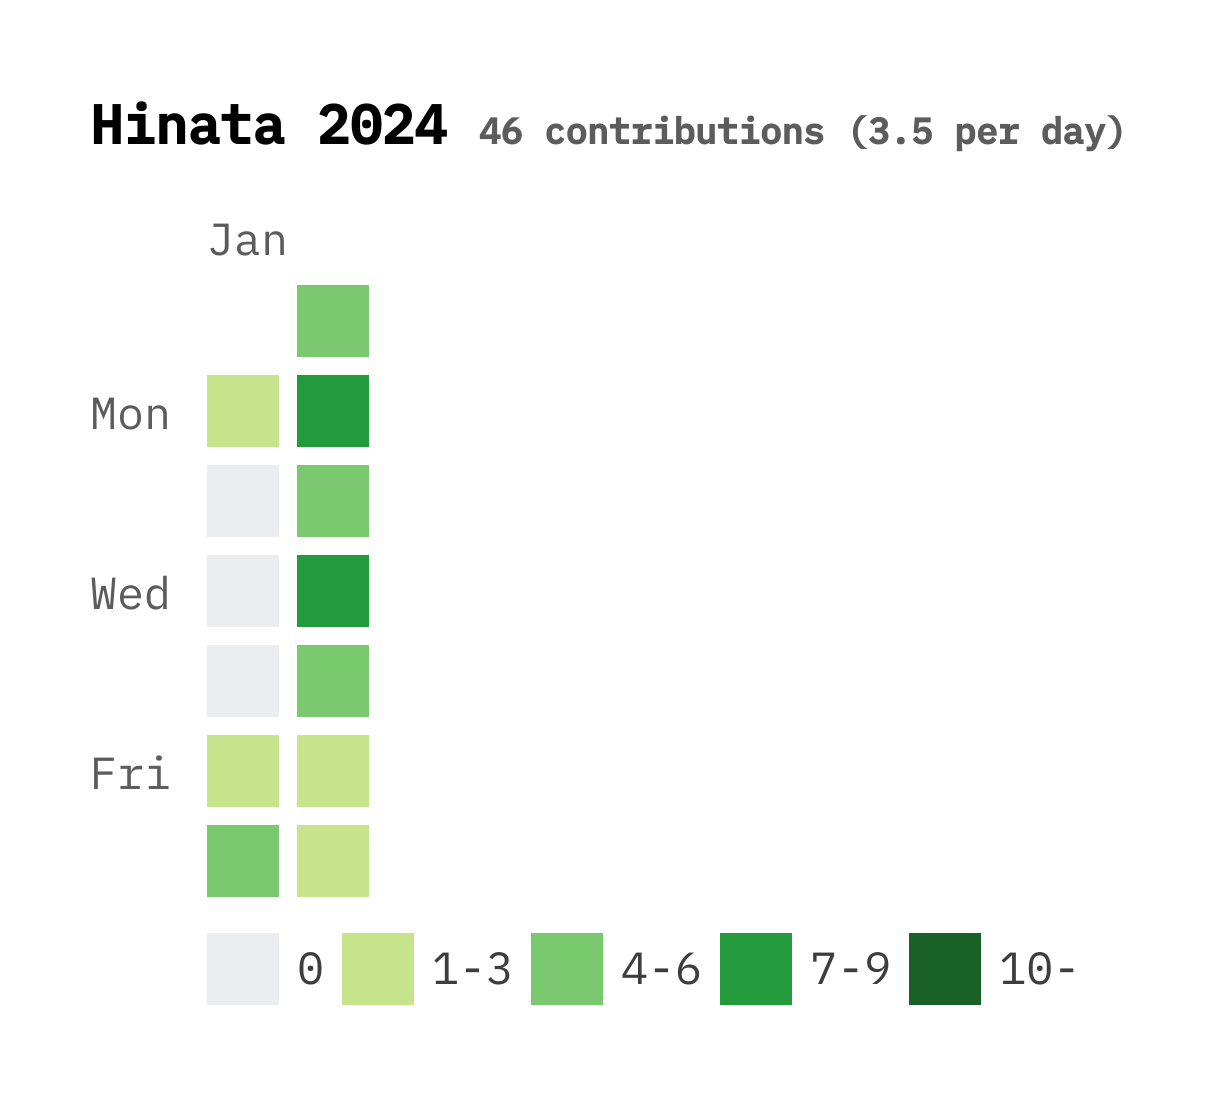 Hinata 2024 46 contributions (3.5 per day)
Jan
Mon
Wed
Fri
0 1-3 4-6 7-9 10-